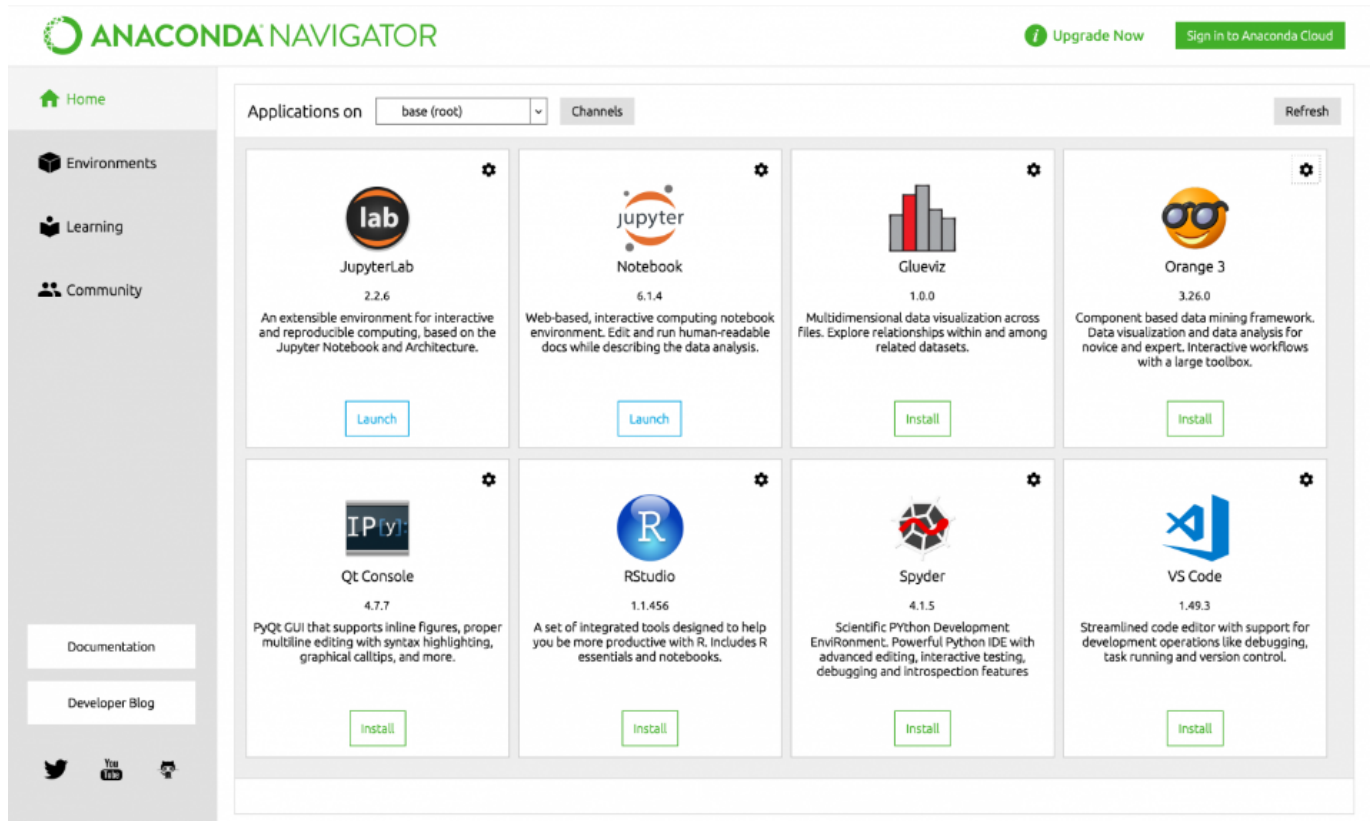 ANACONDA NAVIGATOR
i Upgrade Now
Sign in to Anaconda Cloud
Home
Environments
Learning
Community
Documentation
Developer Blog
You
Tube
Applications on base (root) Channels
Refresh
lab
JupyterLab
2.2.6
An extensible environment for interactive
and reproducible computing, based on the
Jupyter Notebook and Architecture.
Launch
jupyter
Notebook
6.1.4
Web-based, interactive computing notebook
environment. Edit and run human-readable
docs while describing the data analysis.
Launch
Glueviz
1.0.0
Multidimensional data visualization across
files. Explore relationships within and among
related datasets.
Install
Orange 3
3.26.0
Component based data mining framework.
Data visualization and data analysis for
novice and expert. Interactive workflows
with a large toolbox.
Install
IP[y]:
Qt Console
4.7.7
PyQt GUI that supports inline figures, proper
multiline editing with syntax highlighting,
graphical calltips, and more.
Install
R
RStudio
1.1.456
A set of integrated tools designed to help
you be more productive with R. Includes R
essentials and notebooks.
Install
Spyder
4.1.5
Scientific PYthon Development
EnviRonment. Powerful Python IDE with
advanced editing, interactive testing,
debugging and introspection features
Install
VS Code
1.49.3
Streamlined code editor with support for
development operations like debugging,
task running and version control.
Install